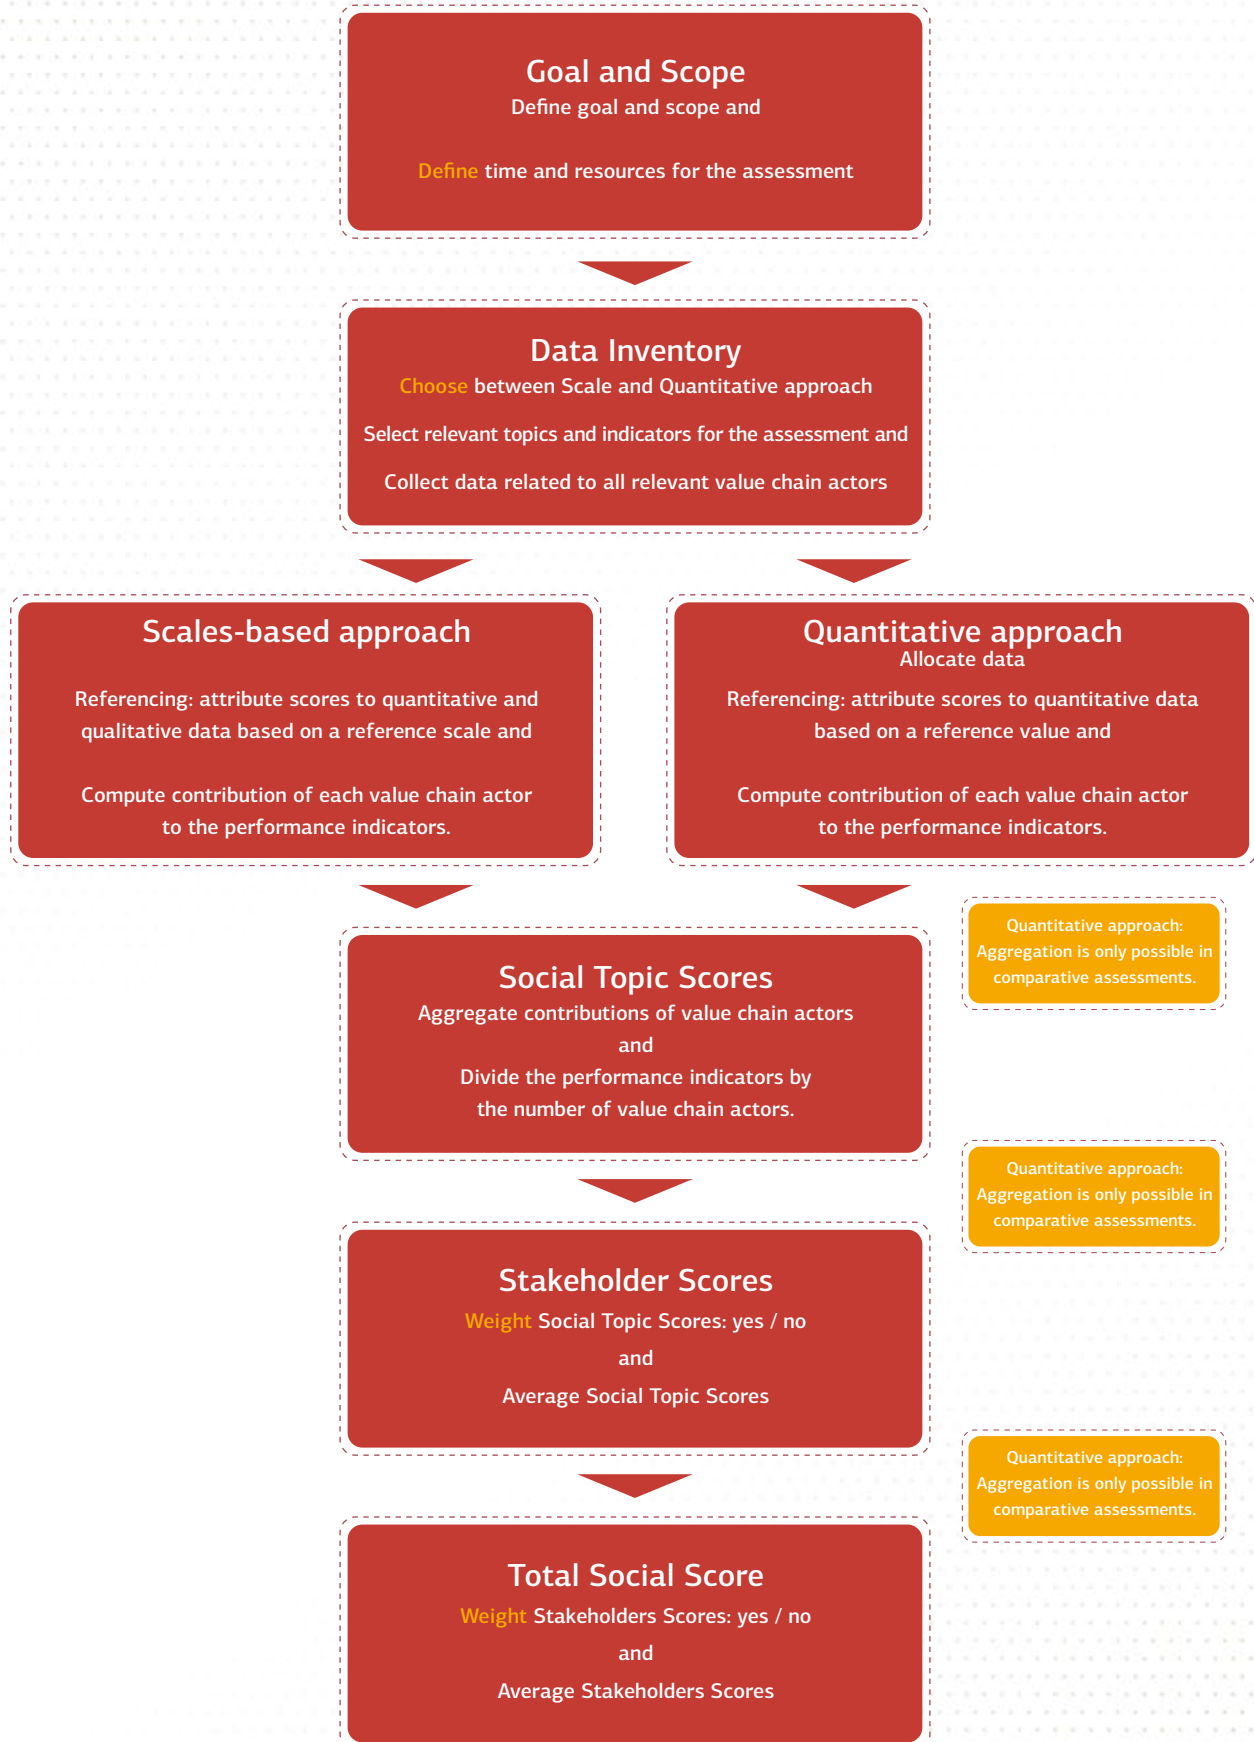 Goal and Scope
Define goal and scope and
Define time and resources for the assessment
Data Inventory
Choose between Scale and Quantitative approach
Select relevant topics and indicators for the assessment and
Collect data related to all relevant value chain actors
Scales-based approach
Referencing: attribute scores to quantitative and
qualitative data based on a reference scale and
Compute contribution of each value chain actor
to the performance indicators.
Quantitative approach
Allocate data
Referencing: attribute scores to quantitative data
based on a reference value and
Compute contribution of each value chain actor
to the performance indicators.
Quantitative approach:
Aggregation is only possible in
comparative assessments.
Social Topic Scores
Aggregate contributions of value chain actors
and
Divide the performance indicators by
the number of value chain actors.
Quantitative approach:
Aggregation is only possible in
comparative assessments.
Stakeholder Scores
Weight Social Topic Scores: yes / no
and
Average Social Topic Scores
Quantitative approach:
Aggregation is only possible in
comparative assessments.
Total Social Score
Weight Stakeholders Scores: yes / no
and
Average Stakeholders Scores